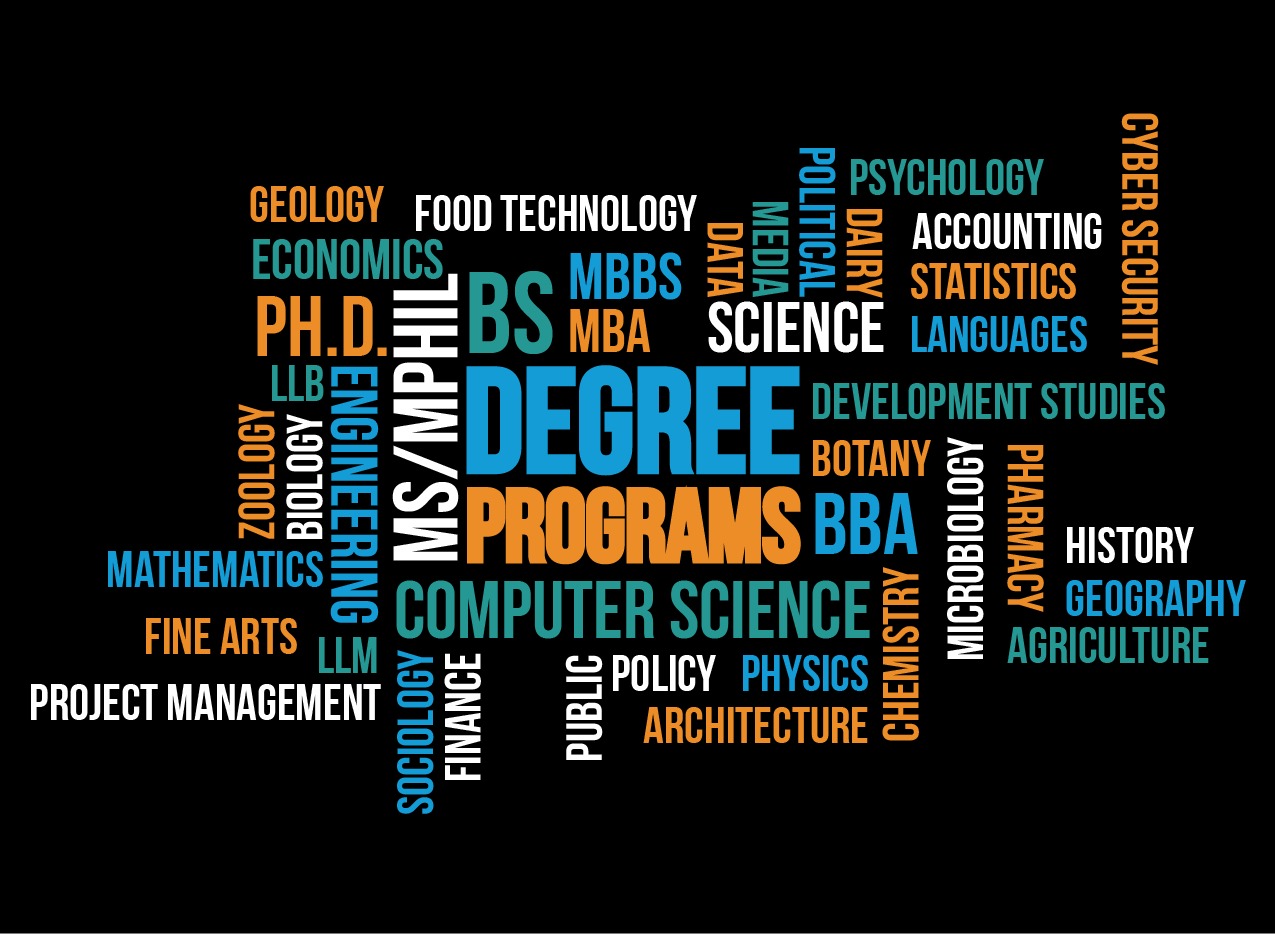 CYBER SECURITY
POLITICAL
PSYCHOLOGY
GEOLOGY
FOOD TECHNOLOGY
MEDIA
DAIRY
ACCOUNTING
DATA
ECONOMICS
MBBS
STATISTICS
BS
PH.D.
MS/MPHIL
MBA
SCIENCE
LANGUAGES
LLB
ENGINEERING
DEGREE
DEVELOPMENT STUDIES
ZOOLOGY
BIOLOGY
BOTANY
MICROBIOLOGY
PHARMACY
PROGRAMS
BBA
HISTORY
MATHEMATICS
COMPUTER SCIENCE
CHEMISTRY
GEOGRAPHY
FINE ARTS
LLM
AGRICULTURE
SOCIOLOGY
FINANCE
PUBLIC
POLICY
PHYSICS
PROJECT MANAGEMENT
ARCHITECTURE